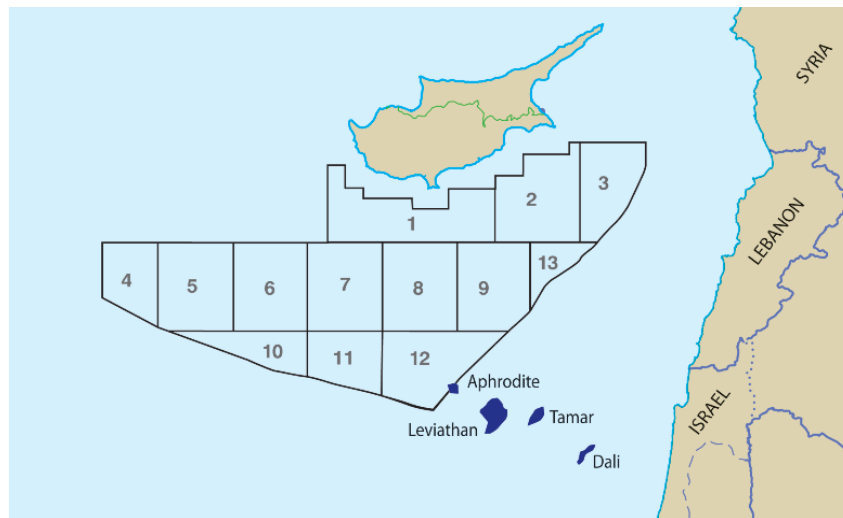 SYRIA
LEBANON
ISRAEL
1
2
3
4
5
6
7
8
9
13
10
11
12
Aphrodite
Leviathan
Tamar
Dali